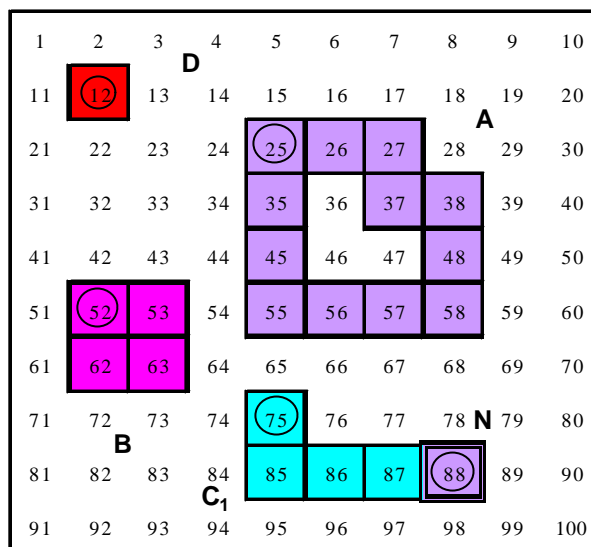 1 2 3 4 5 6 7 8 9 10
D
11 12 13 14 15 16 17 18 19 20
A
21 22 23 24 25 26 27 28 29 30
31 32 33 34 35 36 37 38 39 40
41 42 43 45 46 47 48 49 50
51 52 53 54 55 56 57 58 59 60
61 62 63 64 65 66 67 68 69 70
71 72 73 74 75 76 77 78 79 80
N
B
81 82 83 84 85 86 87 88 89 90
C1
91 92 93 94 95 96 97 98 99 100